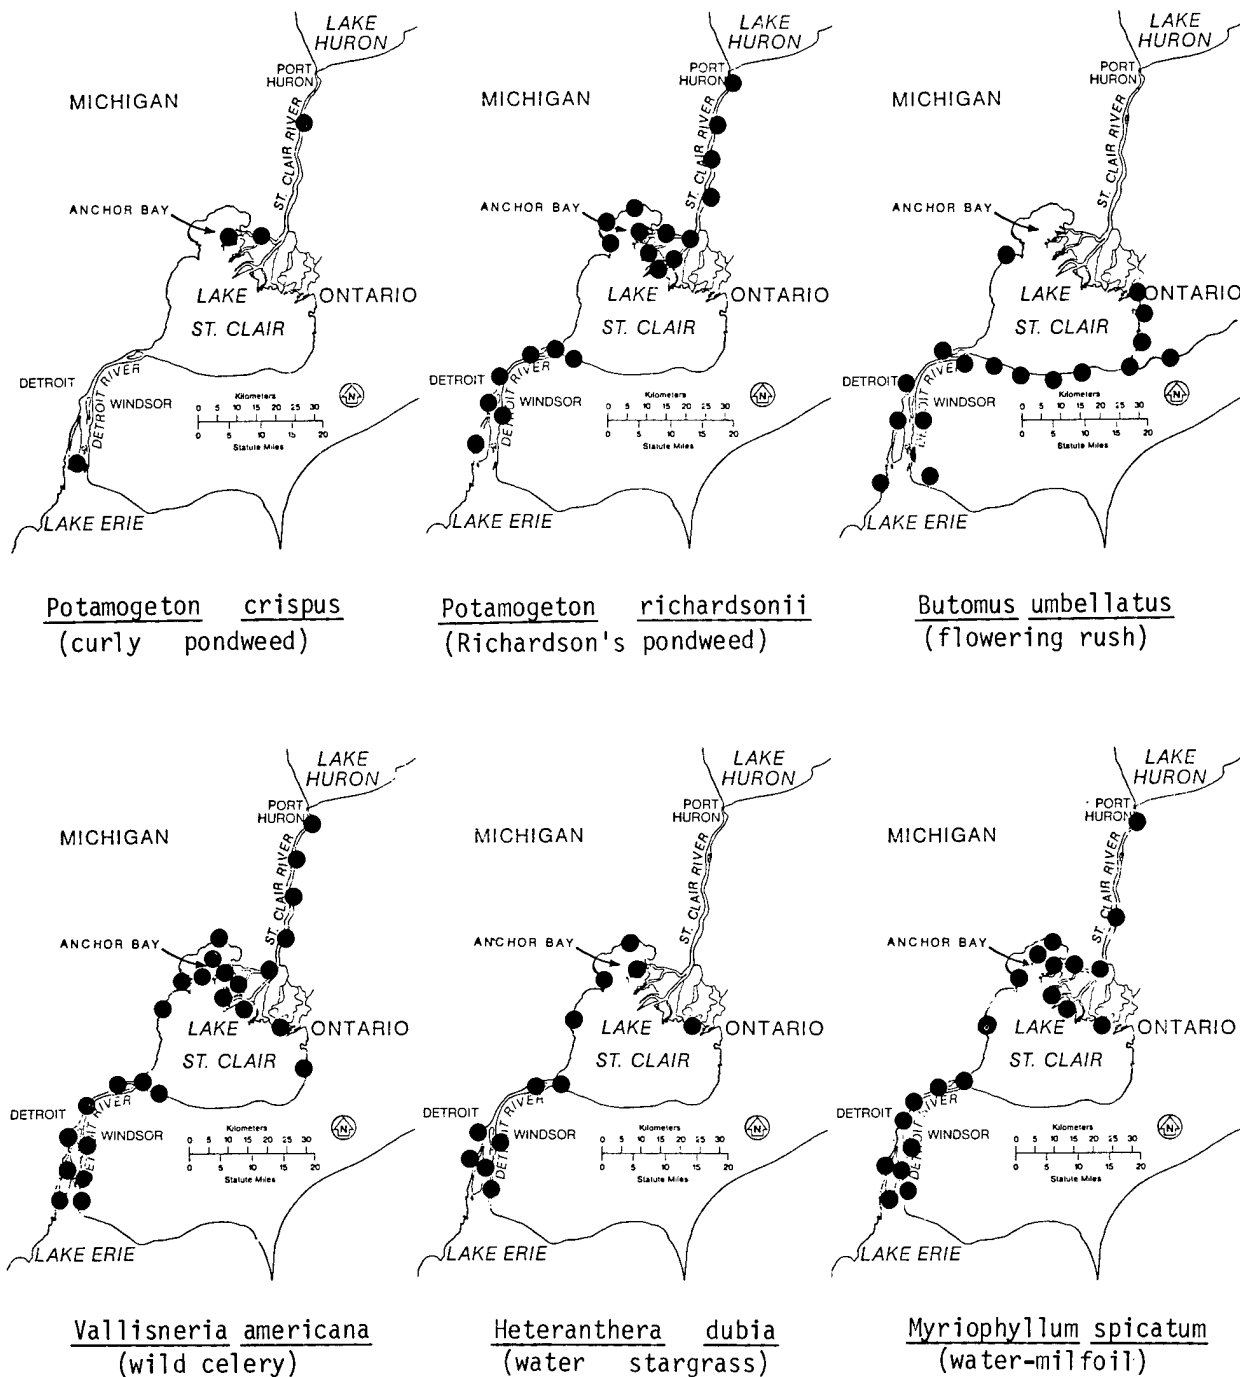 LAKE
HURON
PORT
HURON
MICHIGAN
ST. CLAIR RIVER
ANCHOR BAY
LAKE
ONTARIO
ST. CLAIR
DETROIT
DETROIT RIVER
WINDSOR
Kilometers
0 5 10 15 20 25 30
0 5 10 15 20
Statute Miles
N
LAKE ERIE
Potamogeton crispus
(curly pondweed)
LAKE
HURON
PORT
HURON
MICHIGAN
ST. CLAIR RIVER
ANCHOR BAY
LAKE
ONTARIO
ST. CLAIR
DETROIT
DETROIT RIVER
WINDSOR
Kilometers
0 5 10 15 20 25 30
0 5 10 15 20
Statute Miles
N
LAKE ERIE
Potamogeton richardsonii
(Richardson's pondweed)
LAKE
HURON
PORT
HURON
MICHIGAN
ST. CLAIR RIVER
ANCHOR BAY
LAKE
ONTARIO
ST. CLAIR
DETROIT
RIVER
WINDSOR
Kilometers
0 5 10 15 20 25 30
0 5 10 15 20
Statute Miles
N
LAKE ERIE
Butomus umbellatus
(flowering rush)
LAKE
HURON
PORT
HURON
MICHIGAN
ST. CLAIR RIVER
ANCHOR BAY
LAKE
ONTARIO
ST. CLAIR
DETROIT
RIVER
WINDSOR
Kilometers
0 5 10 15 20 25 30
0 5 10 15 20
Statute Miles
N
LAKE ERIE
Vallisneria americana
(wild celery)
LAKE
HURON
PORT
HURON
MICHIGAN
ST. CLAIR RIVER
ANCHOR BAY
LAKE
ONTARIO
ST. CLAIR
DETROIT
DETROIT RIVER
WINDSOR
Kilometers
0 5 10 15 20 25 30
0 5 10 15 20
Statute Miles
N
LAKE ERIE
Heteranthera dubia
(water stargrass)
LAKE
HURON
PORT
HURON
MICHIGAN
ST. CLAIR RIVER
ANCHOR BAY
LAKE
ONTARIO
ST. CLAIR
DETROIT
RIVER
WINDSOR
Kilometers
0 5 10 15 20 25 30
0 5 10 15 20
Statute Miles
N
LAKE ERIE
Myriophyllum spicatum
(water-milfoil)